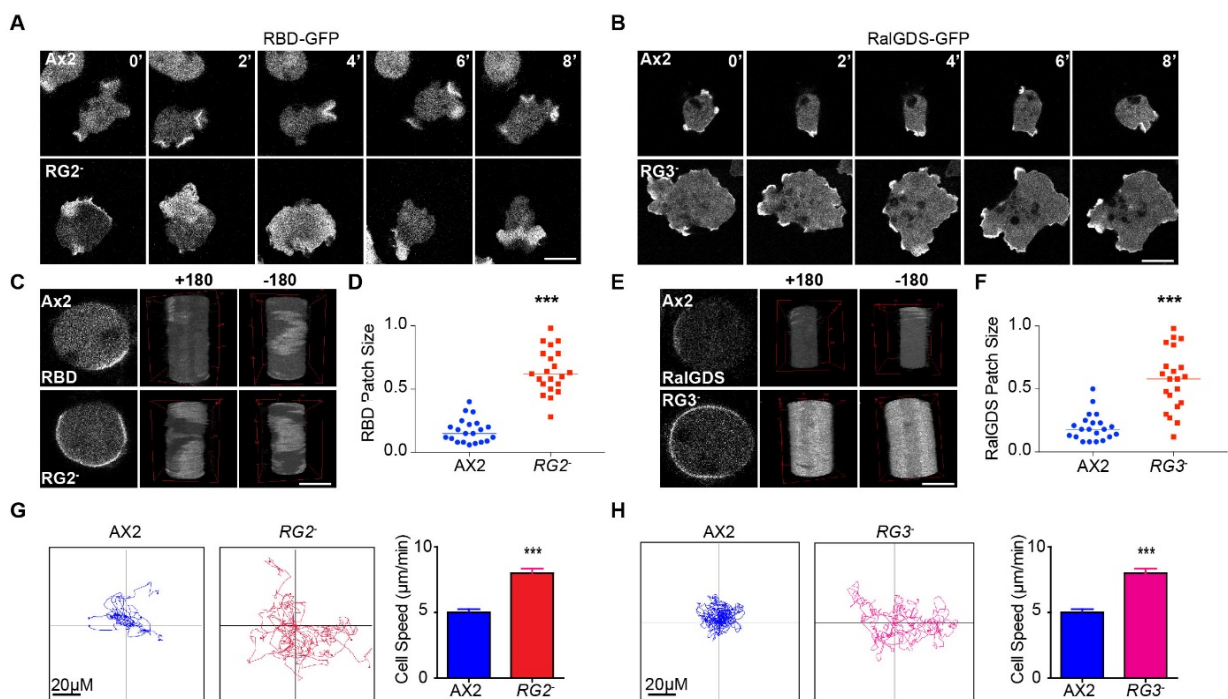 A
RBD-GFP
Ax2
0' 2' 4' 6' 8'
RG2-
B
RalGDS-GFP
Ax2
0' 2' 4' 6' 8'
RG3-
C
+180 -180
Ax2
RBD
RG2-
D
***
1.0
0.5
0.0
RBD Patch Size
AX2 RG2-
E
+180 -180
Ax2
RalGDS
RG3-
F
***
1.0
0.5
0.0
RalGDS Patch Size
AX2 RG3-
G
AX2 RG2-
20µM
10
5
0
Cell Speed (µm/min)
***
AX2 RG2-
H
AX2 RG3-
20µM
10
5
0
Cell Speed (µm/min)
***
AX2 RG3-